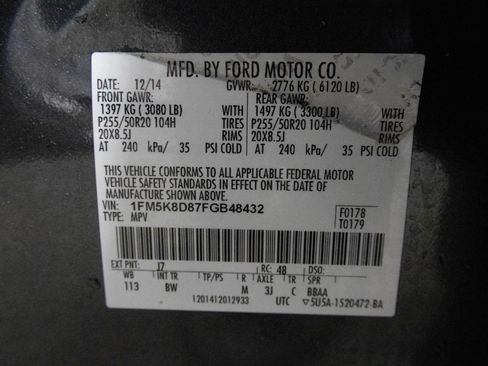 MFD. BY FORD MOTOR CO.
DATE: 12/14 GVWR: 2776 KG ( 6120 LB)
FRONT GAWR: REAR GAWR:
1397 KG ( 3080 LB) WITH 1497 KG ( 3300 LB) WITH
P255/50R20 104H TIRES P255/50R20 104H TIRES
20X8.5J RIMS 20X8.5J RIMS
AT 240 kPa/ 35 PSI COLD AT 240 kPa/ 35 PSI COLD
THIS VEHICLE CONFORMS TO ALL APPLICABLE FEDERAL MOTOR
VEHICLE SAFETY STANDARDS IN EFFECT ON THE DATE OF
MANUFACTURE SHOWN ABOVE.
VIN: 1FM5K8D87FGB48432 F0178
TYPE: MPV T0179
EXT PNT: J7 RC: 48 DSO:
WB INT TR TP/PS R AXLE TR SPR
113 BW M 3J C BBAA
1201412012933 UTC 5U5A-1520472-BA